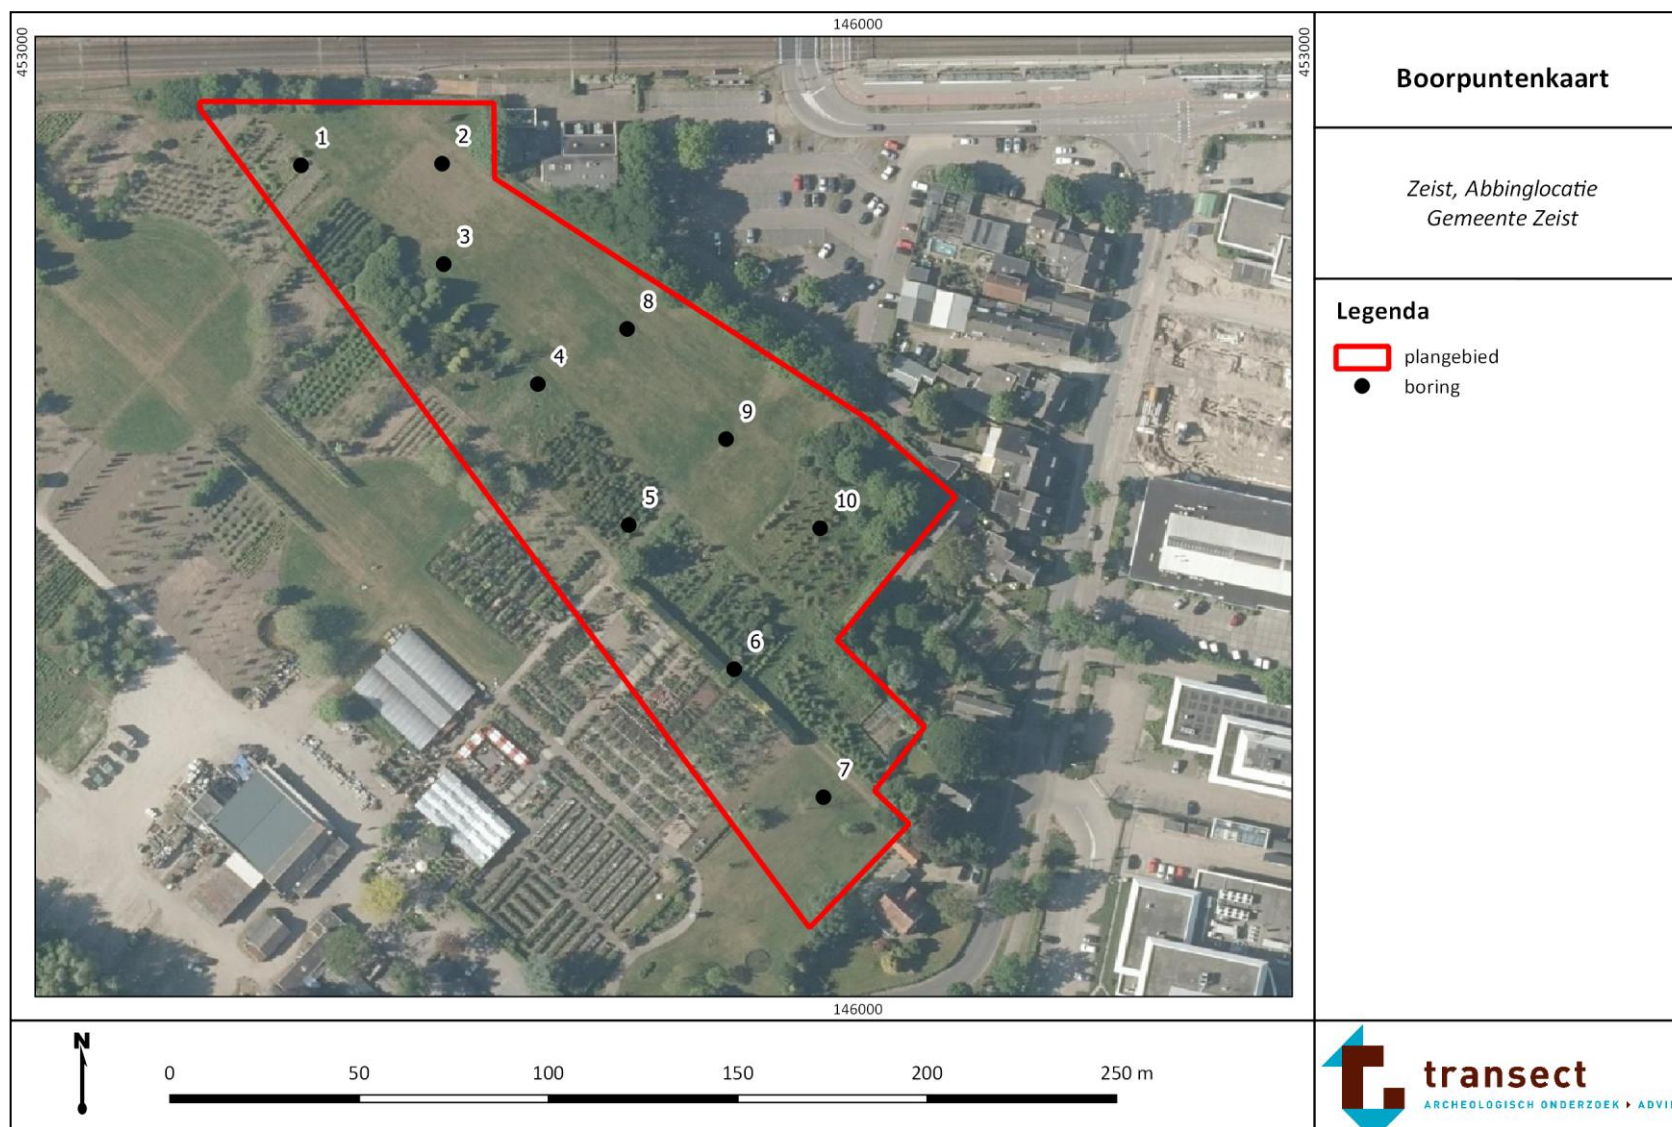 146000
453000
453000
Boorpuntenkaart
Zeist, Abbinglocatie
Gemeente Zeist
Legenda
plangebied
boring
1
2
3
8
4
9
5
10
6
7
146000
N
0 50 100 150 200 250 m
transect
ARCHEOLOGISCH ONDERZOEK ADVI